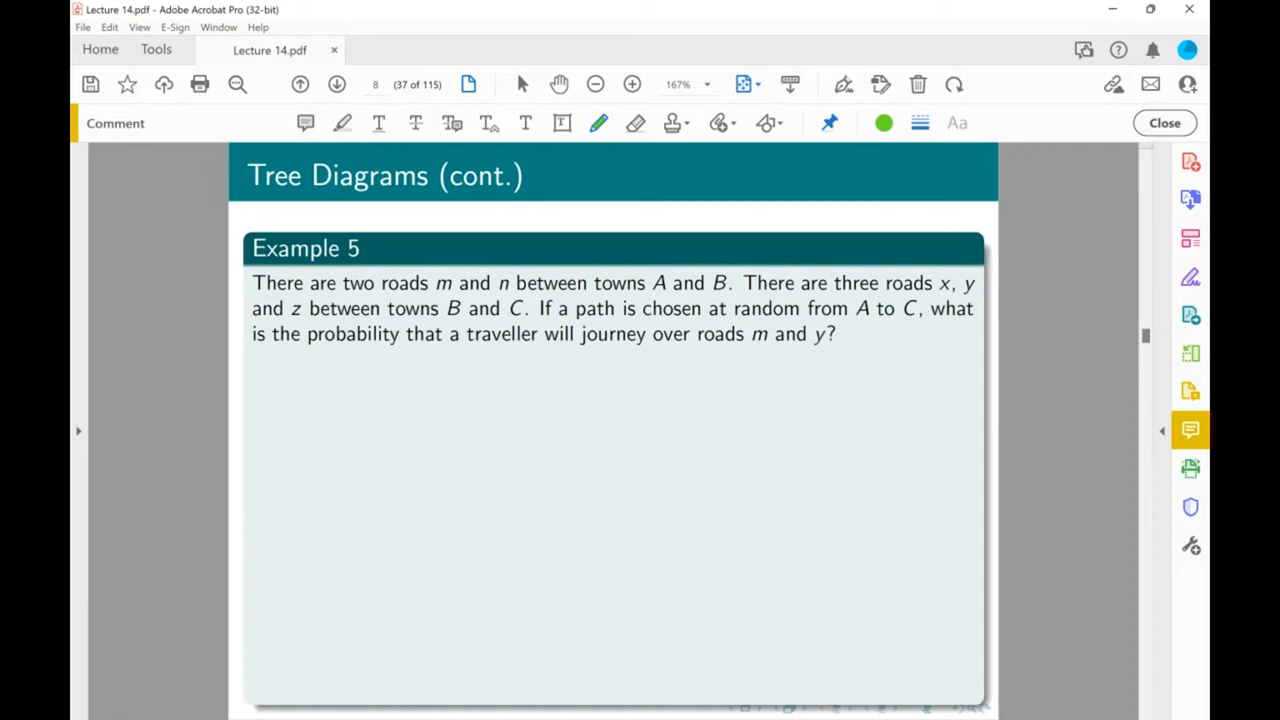 Lecture 14.pdf - Adobe Acrobat Pro (32-bit)
File Edit View E-Sign Window Help
Home Tools Lecture 14.pdf ×
8 (37 of 115) 167%
Comment Aa Close
Tree Diagrams (cont.)
Example 5
There are two roads m and n between towns A and B. There are three roads x, y
and z between towns B and C. If a path is chosen at random from A to C, what
is the probability that a traveller will journey over roads m and y?